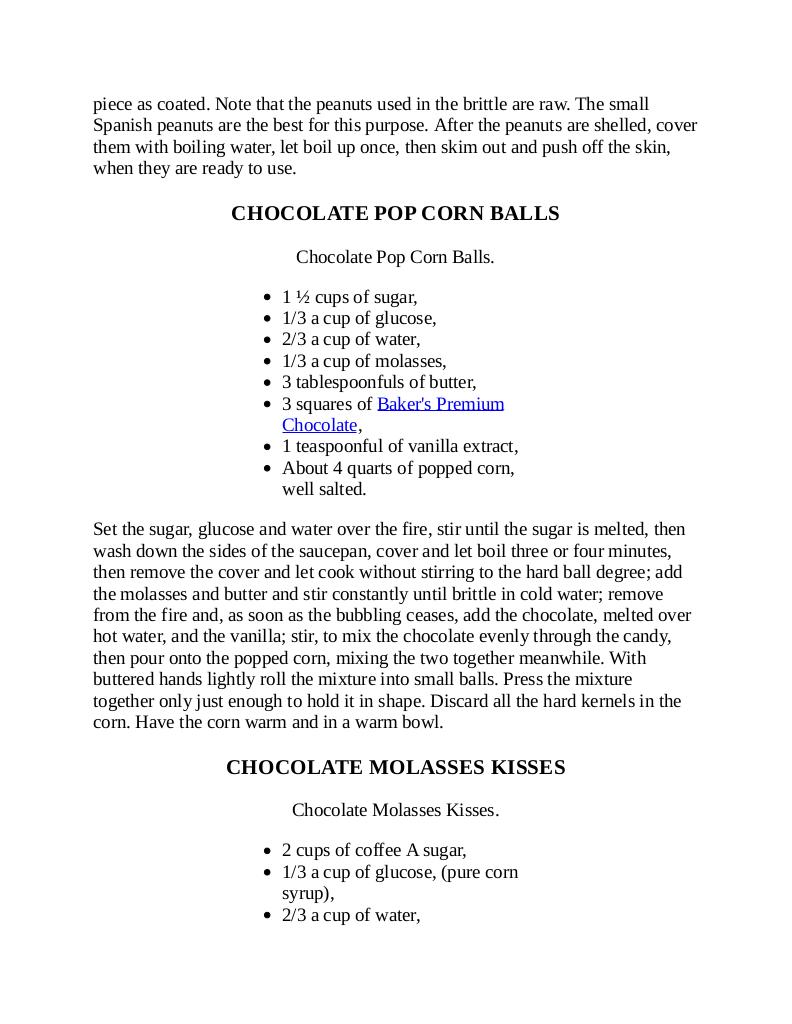 piece as coated. Note that the peanuts used in the brittle are raw. The small
Spanish peanuts are the best for this purpose. After the peanuts are shelled, cover
them with boiling water, let boil up once, then skim out and push off the skin,
when they are ready to use.
CHOCOLATE POP CORN BALLS
Chocolate Pop Corn Balls.
• 1 ½ cups of sugar,
• 1/3 a cup of glucose,
• 2/3 a cup of water,
• 1/3 a cup of molasses,
• 3 tablespoonfuls of butter,
• 3 squares of Baker's Premium
Chocolate,
• 1 teaspoonful of vanilla extract,
• About 4 quarts of popped corn,
well salted.
Set the sugar, glucose and water over the fire, stir until the sugar is melted, then
wash down the sides of the saucepan, cover and let boil three or four minutes,
then remove the cover and let cook without stirring to the hard ball degree; add
the molasses and butter and stir constantly until brittle in cold water; remove
from the fire and, as soon as the bubbling ceases, add the chocolate, melted over
hot water, and the vanilla; stir, to mix the chocolate evenly through the candy,
then pour onto the popped corn, mixing the two together meanwhile. With
buttered hands lightly roll the mixture into small balls. Press the mixture
together only just enough to hold it in shape. Discard all the hard kernels in the
corn. Have the corn warm and in a warm bowl.
CHOCOLATE MOLASSES KISSES
Chocolate Molasses Kisses.
• 2 cups of coffee A sugar,
• 1/3 a cup of glucose, (pure corn
syrup),
• 2/3 a cup of water,